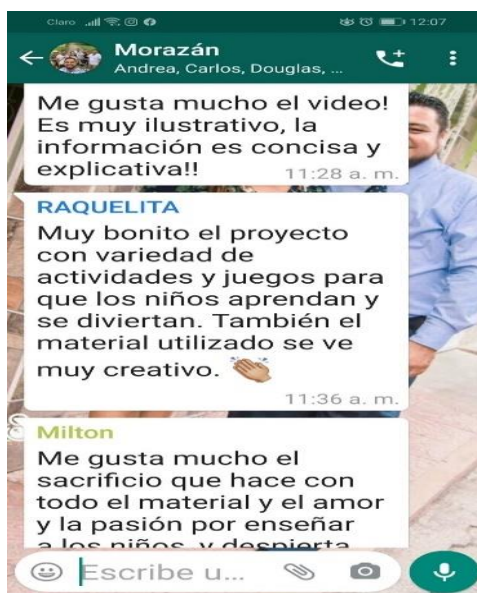 Claro 12:07
Morazán
Andrea, Carlos, Douglas, ...
Me gusta mucho el video!
Es muy ilustrativo, la
información es concisa y
explicativa!! 11:28 a. m.
RAQUELITA
Muy bonito el proyecto
con variedad de
actividades y juegos para
que los niños aprendan y
se diviertan. También el
material utilizado se ve
muy creativo. 👏🏽
11:36 a. m.
Milton
Me gusta mucho el
sacrificio que hace con
todo el material y el amor
y la pasión por enseñar
a los niños, y despierta
Escribe u...